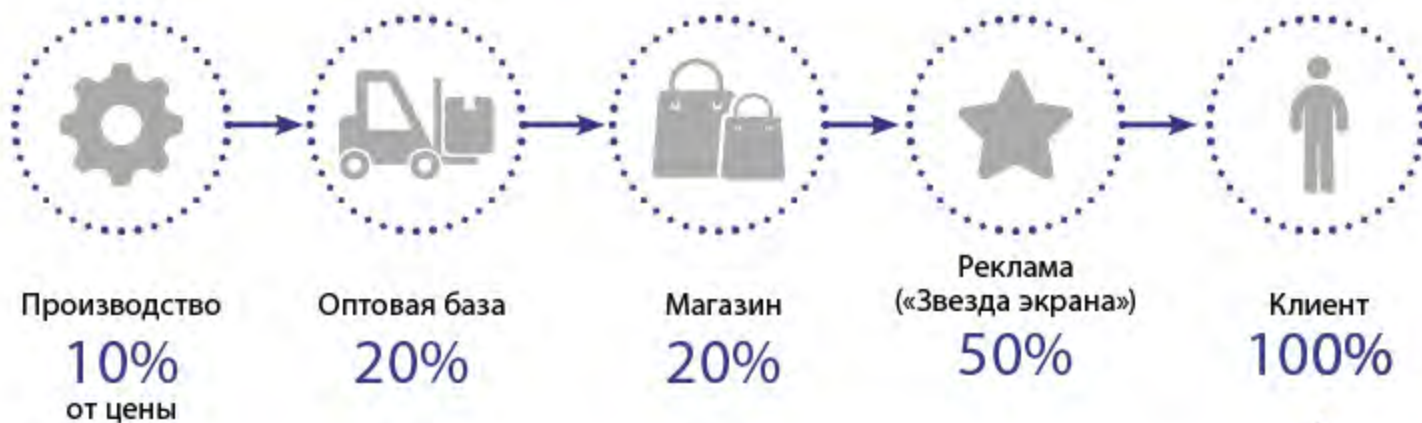 Производство
10%
от цены
Оптовая база
20%
Магазин
20%
Реклама
(«Звезда экрана»)
50%
Клиент
100%